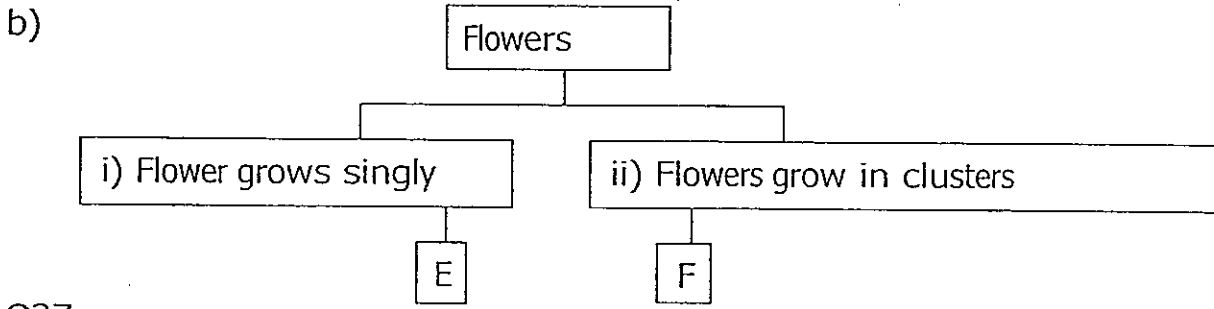 b)
Flowers
i) Flower grows singly
ii) Flowers grow in clusters
E
F